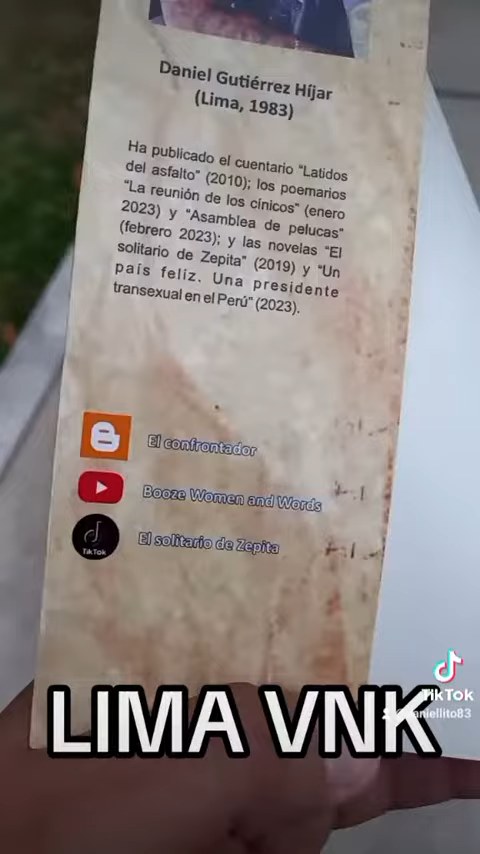 Daniel Gutiérrez Híjar
(Lima, 1983)
Ha publicado el cuentario “Latidos
del asfalto” (2010); los poemarios
“La reunión de los cínicos” (enero
2023) y “Asamblea de pelucas”
(febrero 2023); y las novelas “El
solitario de Zepita” (2019) y “Un
país feliz. Una presidente
transexual en el Perú” (2023).
El confrontador
Booze Women and Words
TikTok
El solitario de Zepita
TikTok
@daniellito83
LIMA VNK